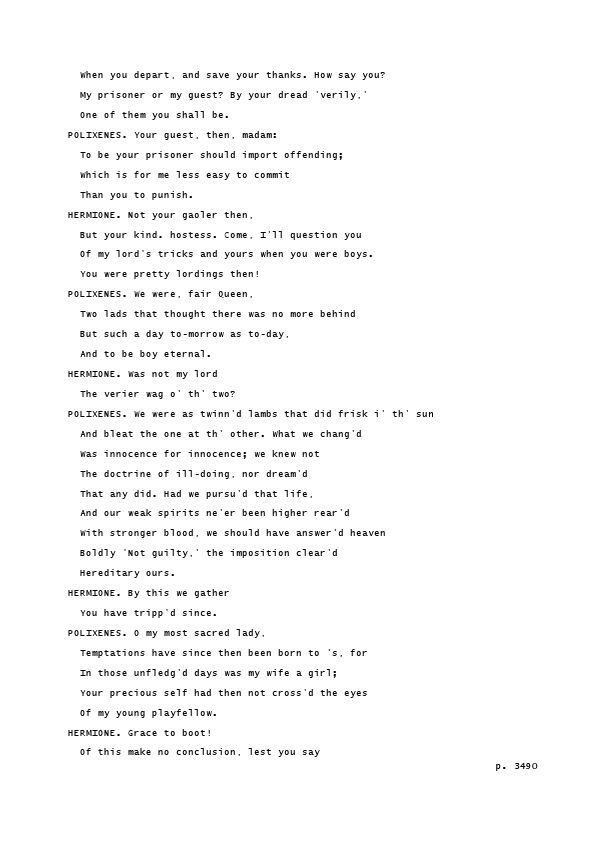 When you depart, and save your thanks. How say you?
My prisoner or my guest? By your dread 'verily,'
One of them you shall be.
POLIXENES. Your guest, then, madam:
To be your prisoner should import offending;
Which is for me less easy to commit
Than you to punish.
HERMIONE. Not your gaoler then,
But your kind. hostess. Come, I'll question you
Of my lord's tricks and yours when you were boys.
You were pretty lordings then!
POLIXENES. We were, fair Queen,
Two lads that thought there was no more behind
But such a day to-morrow as to-day,
And to be boy eternal.
HERMIONE. Was not my lord
The verier wag o' th' two?
POLIXENES. We were as twinn'd lambs that did frisk i' th' sun
And bleat the one at th' other. What we chang'd
Was innocence for innocence; we knew not
The doctrine of ill-doing, nor dream'd
That any did. Had we pursu'd that life,
And our weak spirits ne'er been higher rear'd
With stronger blood, we should have answer'd heaven
Boldly 'Not guilty,' the imposition clear'd
Hereditary ours.
HERMIONE. By this we gather
You have tripp'd since.
POLIXENES. O my most sacred lady,
Temptations have since then been born to 's, for
In those unfledg'd days was my wife a girl;
Your precious self had then not cross'd the eyes
Of my young playfellow.
HERMIONE. Grace to boot!
Of this make no conclusion, lest you say
p. 3490